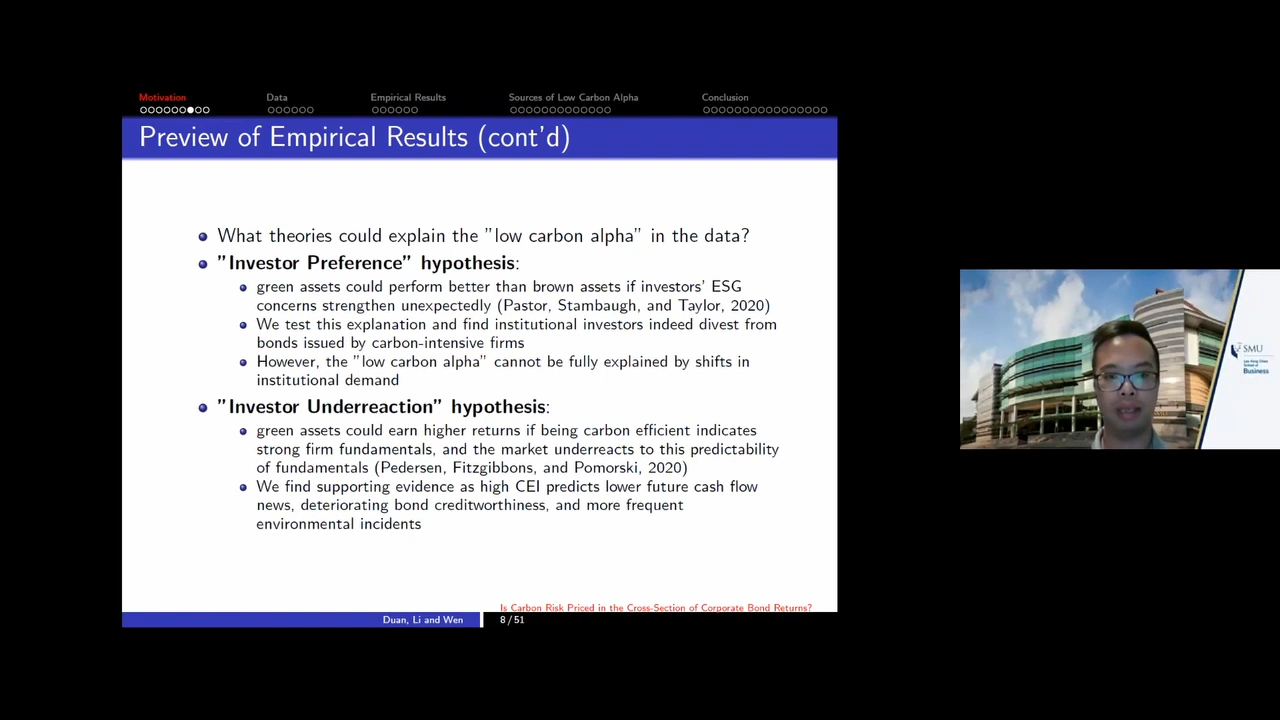 Motivation Data Empirical Results Sources of Low Carbon Alpha Conclusion
Preview of Empirical Results (cont'd)
What theories could explain the "low carbon alpha" in the data?
"Investor Preference" hypothesis:
green assets could perform better than brown assets if investors' ESG
concerns strengthen unexpectedly (Pastor, Stambaugh, and Taylor, 2020)
We test this explanation and find institutional investors indeed divest from
bonds issued by carbon-intensive firms
However, the "low carbon alpha" cannot be fully explained by shifts in
institutional demand
"Investor Underreaction" hypothesis:
green assets could earn higher returns if being carbon efficient indicates
strong firm fundamentals, and the market underreacts to this predictability
of fundamentals (Pedersen, Fitzgibbons, and Pomorski, 2020)
We find supporting evidence as high CEI predicts lower future cash flow
news, deteriorating bond creditworthiness, and more frequent
environmental incidents
Is Carbon Risk Priced in the Cross-Section of Corporate Bond Returns?
Duan, Li and Wen
8/51
SMU
Lee Kong Chian
School of
Business